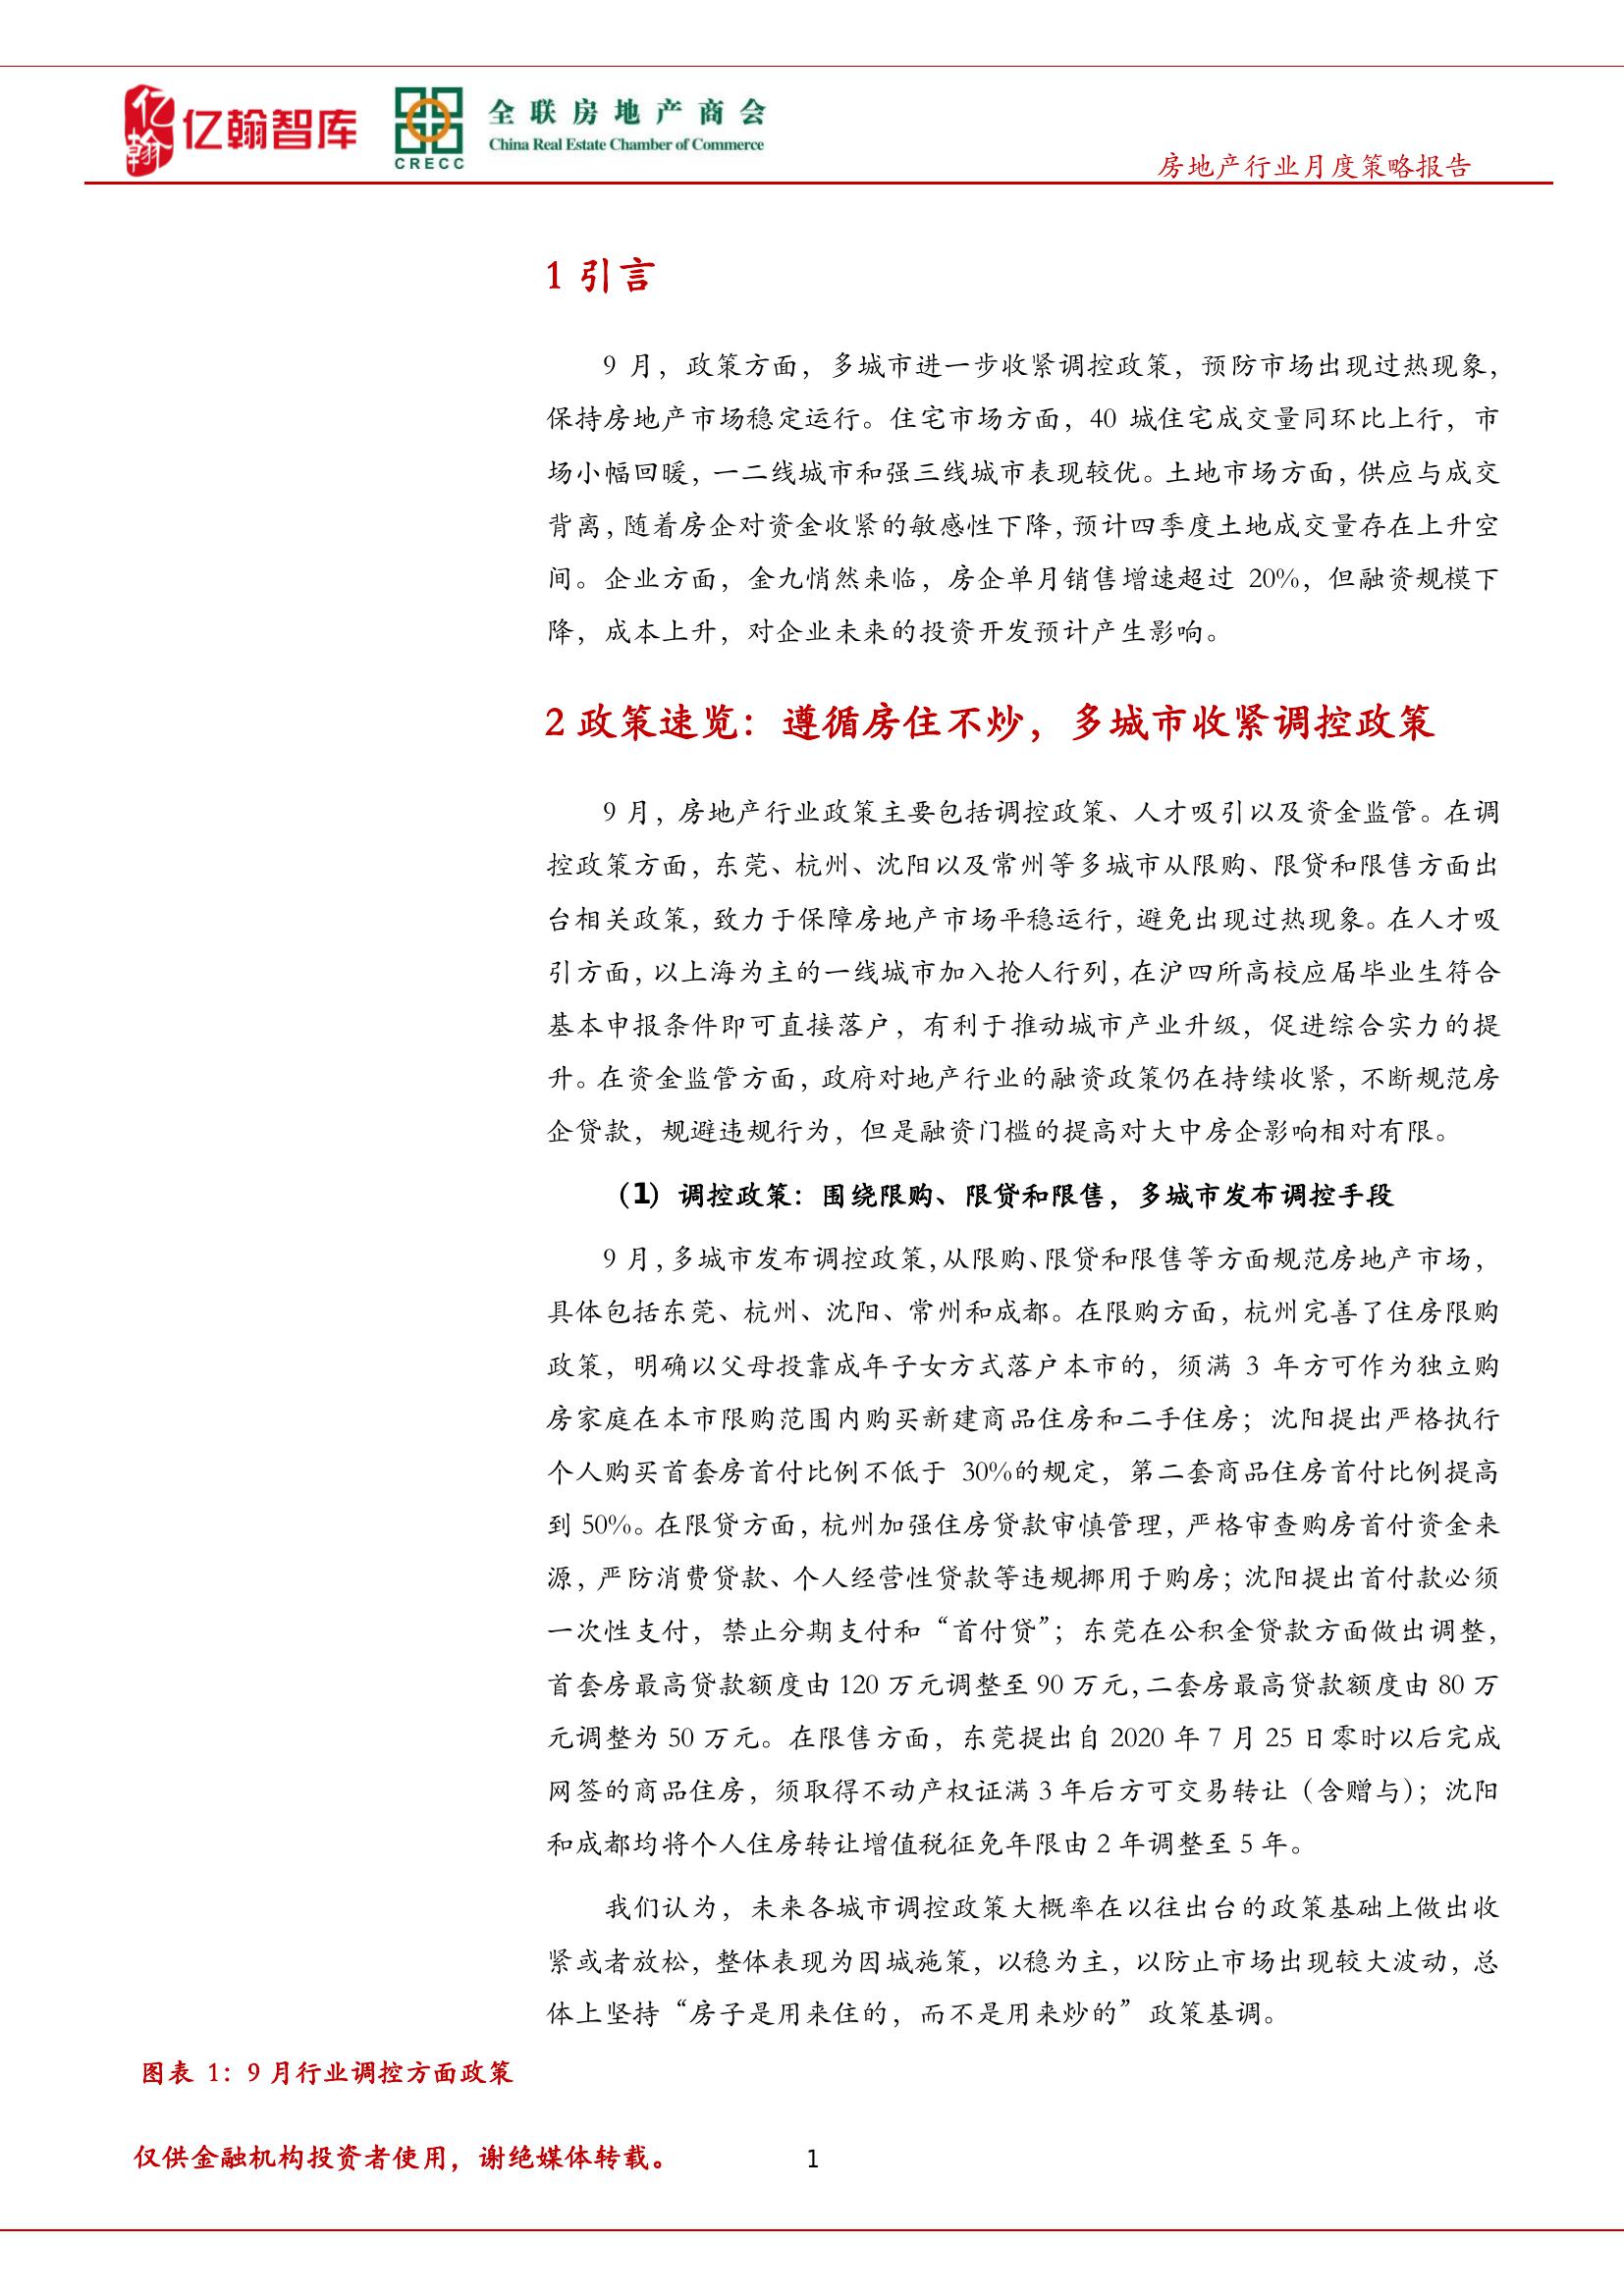 亿翰
亿翰智库
CRECC
全联房地产商会
China Real Estate Chamber of Commerce
房地产行业月度策略报告
1 引言
9 月，政策方面，多城市进一步收紧调控政策，预防市场出现过热现象，
保持房地产市场稳定运行。住宅市场方面，40 城住宅成交量同环比上行，市
场小幅回暖，一二线城市和强三线城市表现较优。土地市场方面，供应与成交
背离，随着房企对资金收紧的敏感性下降，预计四季度土地成交量存在上升空
间。企业方面，金九悄然来临，房企单月销售增速超过 20%，但融资规模下
降，成本上升，对企业未来的投资开发预计产生影响。
2 政策速览：遵循房住不炒，多城市收紧调控政策
9 月，房地产行业政策主要包括调控政策、人才吸引以及资金监管。在调
控政策方面，东莞、杭州、沈阳以及常州等多城市从限购、限贷和限售方面出
台相关政策，致力于保障房地产市场平稳运行，避免出现过热现象。在人才吸
引方面，以上海为主的一线城市加入抢人行列，在沪四所高校应届毕业生符合
基本申报条件即可直接落户，有利于推动城市产业升级，促进综合实力的提
升。在资金监管方面，政府对地产行业的融资政策仍在持续收紧，不断规范房
企贷款，规避违规行为，但是融资门槛的提高对大中房企影响相对有限。
（1）调控政策：围绕限购、限贷和限售，多城市发布调控手段
9 月，多城市发布调控政策，从限购、限贷和限售等方面规范房地产市场，
具体包括东莞、杭州、沈阳、常州和成都。在限购方面，杭州完善了住房限购
政策，明确以父母投靠成年子女方式落户本市的，须满 3 年方可作为独立购
房家庭在本市限购范围内购买新建商品住房和二手住房；沈阳提出严格执行
个人购买首套房首付比例不低于 30%的规定，第二套商品住房首付比例提高
到 50%。在限贷方面，杭州加强住房贷款审慎管理，严格审查购房首付资金来
源，严防消费贷款、个人经营性贷款等违规挪用于购房；沈阳提出首付款必须
一次性支付，禁止分期支付和“首付贷”；东莞在公积金贷款方面做出调整，
首套房最高贷款额度由 120 万元调整至 90 万元，二套房最高贷款额度由 80 万
元调整为 50 万元。在限售方面，东莞提出自 2020 年 7 月 25 日零时以后完成
网签的商品住房，须取得不动产权证满 3 年后方可交易转让（含赠与）；沈阳
和成都均将个人住房转让增值税征免年限由 2 年调整至 5 年。
我们认为，未来各城市调控政策大概率在以往出台的政策基础上做出收
紧或者放松，整体表现为因城施策，以稳为主，以防止市场出现较大波动，总
体上坚持“房子是用来住的，而不是用来炒的”政策基调。
图表 1：9 月行业调控方面政策
仅供金融机构投资者使用，谢绝媒体转载。
1